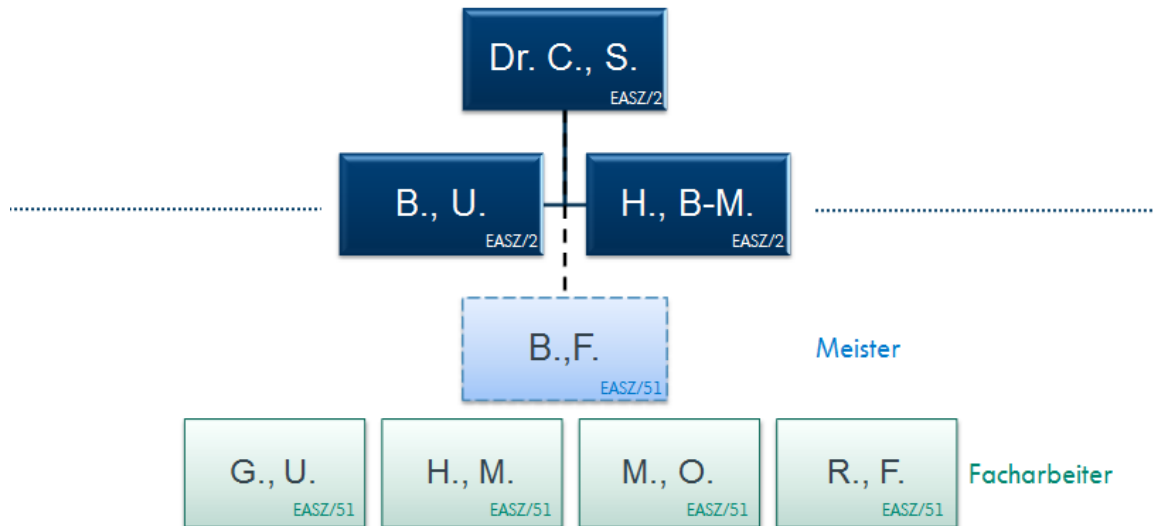 Dr. C., S.
EASZ/2
B., U.
EASZ/2
H., B-M.
EASZ/2
B.,F.
EASZ/51
Meister
G., U.
EASZ/51
H., M.
EASZ/51
M., O.
EASZ/51
R., F.
EASZ/51
Facharbeiter